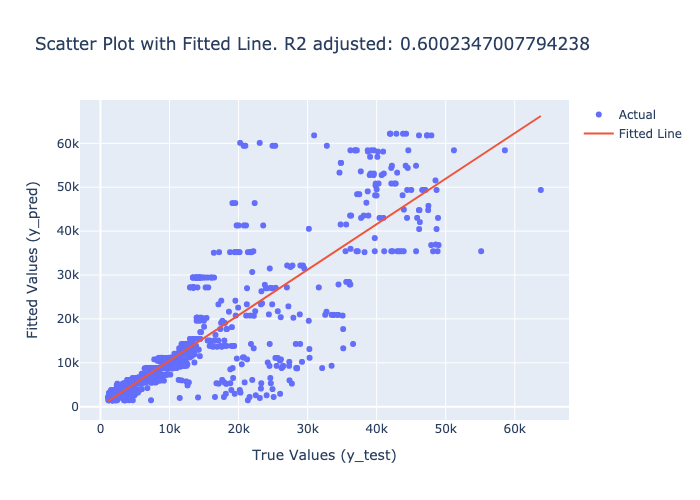 Scatter Plot with Fitted Line. R2 adjusted: 0.6002347007794238
Actual
Fitted Line
Fitted Values (y_pred)
60k
50k
40k
30k
20k
10k
0
0 10k 20k 30k 40k 50k 60k
True Values (y_test)